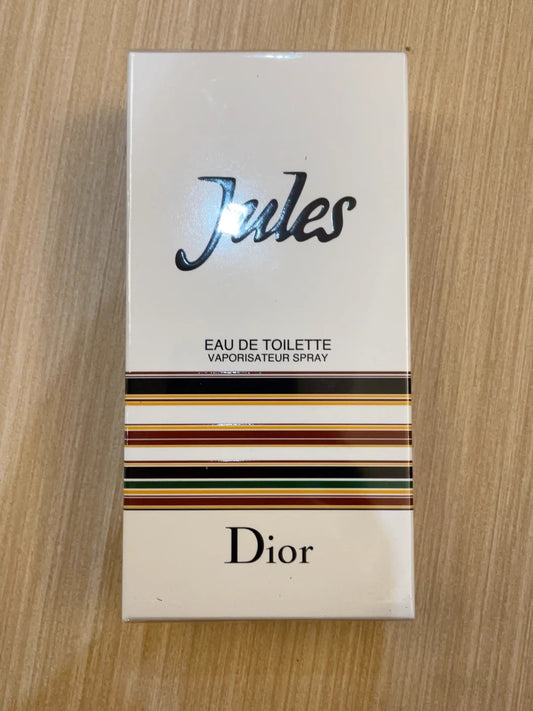 Jules
EAU DE TOILETTE
VAPORISATEUR SPRAY
Dior